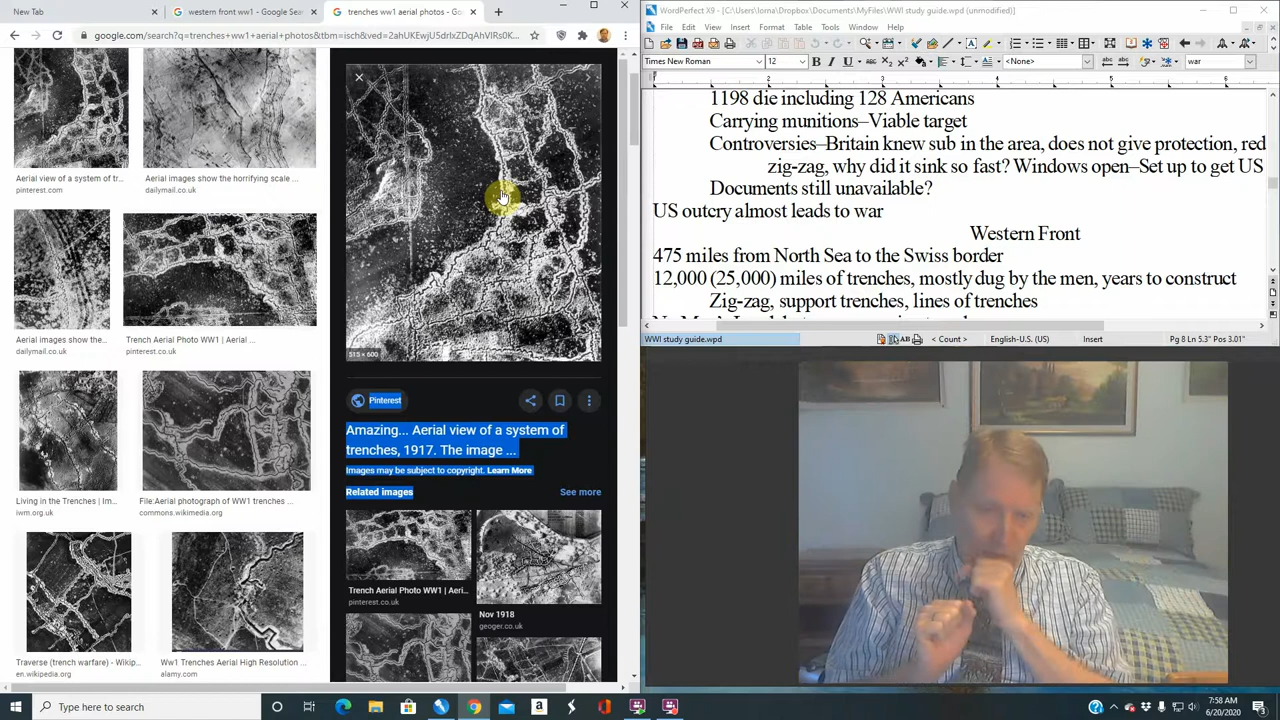 New Tab
western front ww1 - Google Sea
trenches ww1 aerial photos - Go
google.com/search?q=trenches+ww1+aerial+photos&tbm=isch&ved=2ahUKEwjU5drlxZDqAhVIRs0K...
Aerial view of a system of tr...
pinterest.com
Aerial images show the horrifying scale ...
dailymail.co.uk
Aerial images show the...
dailymail.co.uk
Trench Aerial Photo WW1 | Aerial ...
pinterest.co.uk
Living in the Trenches | Im...
iwm.org.uk
File:Aerial photograph of WW1 trenches ...
commons.wikimedia.org
Traverse (trench warfare) - Wikip...
en.wikipedia.org
Ww1 Trenches Aerial High Resolution ...
alamy.com
515 × 600
Pinterest
Amazing... Aerial view of a system of
trenches, 1917. The image ...
Images may be subject to copyright. Learn More
Related images
See more
Trench Aerial Photo WW1 | Aeri...
pinterest.co.uk
Nov 1918
geoger.co.uk
WordPerfect X9 - [C:\Users\lorna\Dropbox\Documents\MyFiles\WWI study guide.wpd (unmodified)]
File Edit View Insert Format Table Tools Window Help
Times New Roman
12
<None>
war
2 3 4 5 6
1198 die including 128 Americans
Carrying munitions–Viable target
Controversies–Britain knew sub in the area, does not give protection, red
zig-zag, why did it sink so fast? Windows open–Set up to get US
Documents still unavailable?
US outcry almost leads to war
Western Front
475 miles from North Sea to the Swiss border
12,000 (25,000) miles of trenches, mostly dug by the men, years to construct
Zig-zag, support trenches, lines of trenches
WWI study guide.wpd
AB
< Count >
English-U.S. (US)
Insert
Pg 8 Ln 5.3" Pos 3.01"
Type here to search
7:58 AM
6/20/2020